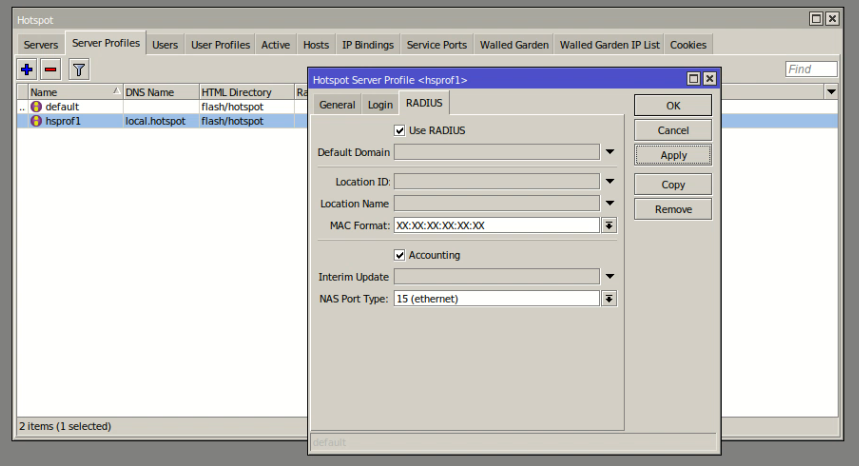 Hotspot
Servers Server Profiles Users User Profiles Active Hosts IP Bindings Service Ports Walled Garden Walled Garden IP List Cookies
Find
Name DNS Name HTML Directory Ra
.. default flash/hotspot
hsprof1 local.hotspot flash/hotspot
2 items (1 selected)
Hotspot Server Profile <hsprof1>
General Login RADIUS
Use RADIUS
Default Domain
Location ID:
Location Name
MAC Format: XX:XX:XX:XX:XX:XX
Accounting
Interim Update
NAS Port Type: 15 (ethernet)
OK
Cancel
Apply
Copy
Remove
default